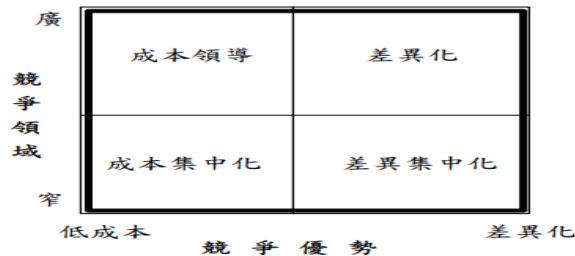 廣
成本領導 差異化
競爭領域
成本集中化 差異集中化
窄
低成本 差異化
競爭優勢